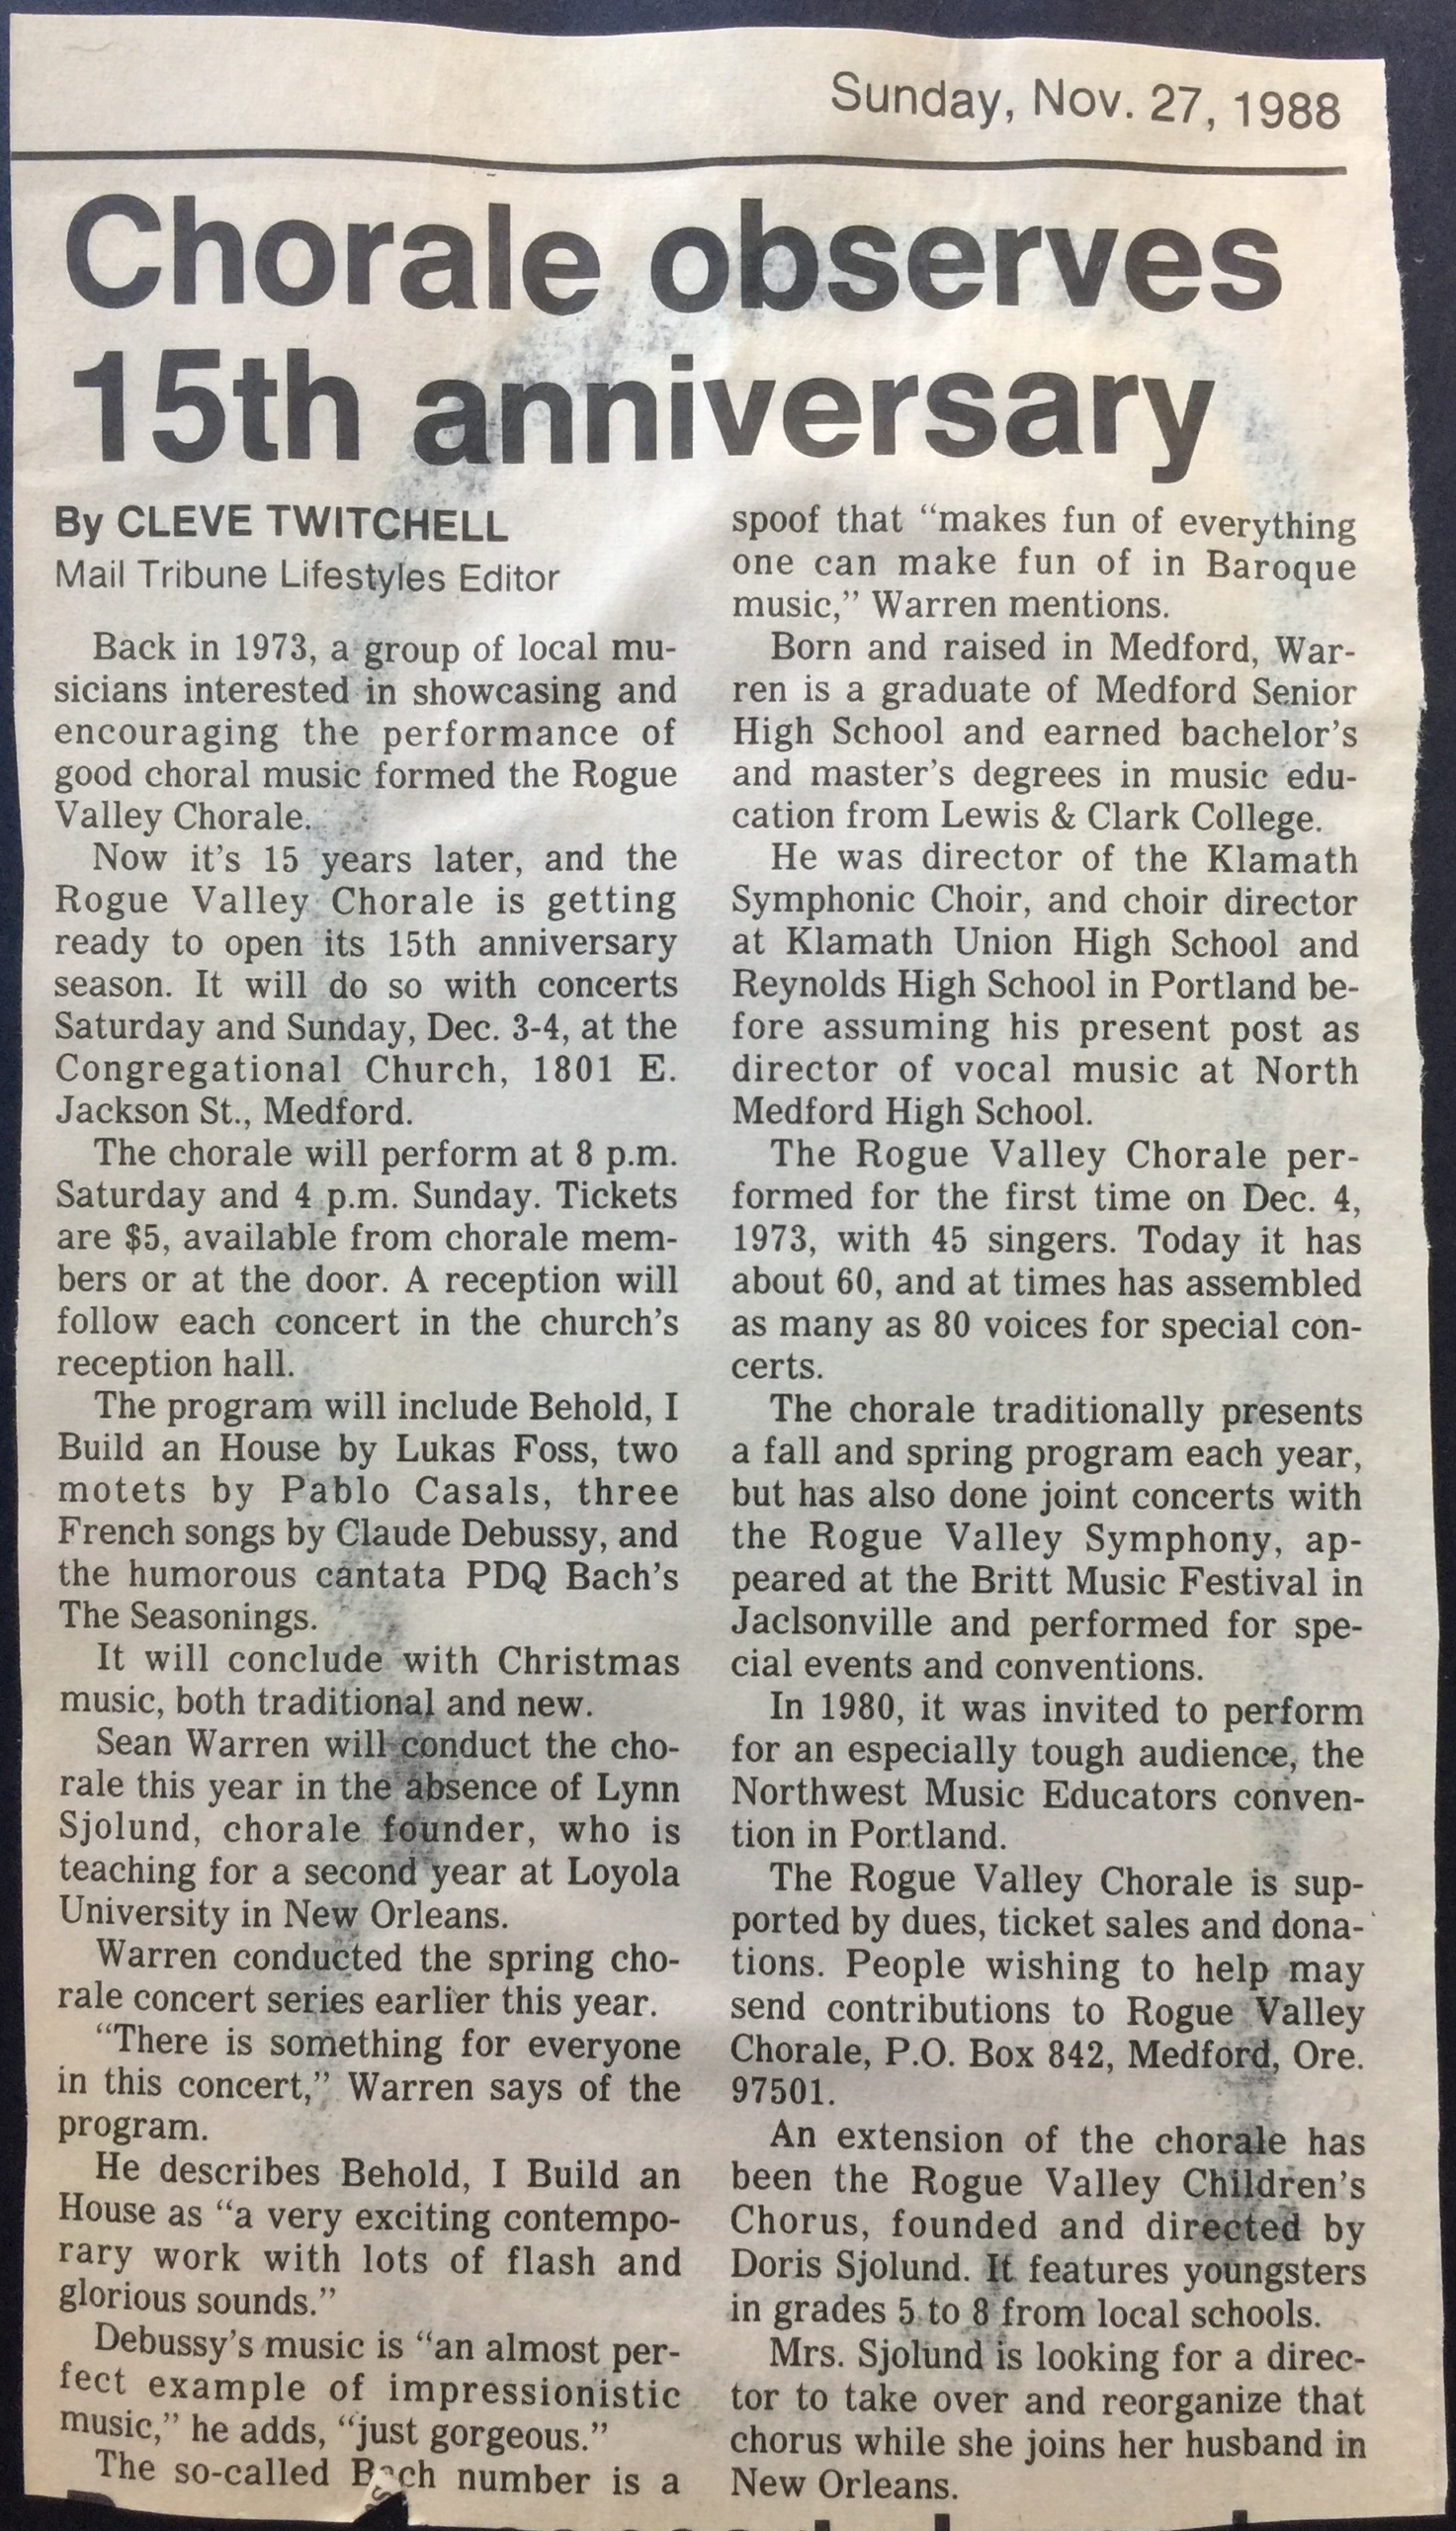 Sunday, Nov. 27, 1988
Chorale observes
15th anniversary
By CLEVE TWITCHELL
Mail Tribune Lifestyles Editor
Back in 1973, a group of local mu-
sicians interested in showcasing and
encouraging the performance of
good choral music formed the Rogue
Valley Chorale.
Now it's 15 years later, and the
Rogue Valley Chorale is getting
ready to open its 15th anniversary
season. It will do so with concerts
Saturday and Sunday, Dec. 3-4, at the
Congregational Church, 1801 E.
Jackson St., Medford.
The chorale will perform at 8 p.m.
Saturday and 4 p.m. Sunday. Tickets
are $5, available from chorale mem-
bers or at the door. A reception will
follow each concert in the church's
reception hall.
The program will include Behold, I
Build an House by Lukas Foss, two
motets by Pablo Casals, three
French songs by Claude Debussy, and
the humorous cantata PDQ Bach's
The Seasonings.
It will conclude with Christmas
music, both traditional and new.
Sean Warren will conduct the cho-
rale this year in the absence of Lynn
Sjolund, chorale founder, who is
teaching for a second year at Loyola
University in New Orleans.
Warren conducted the spring cho-
rale concert series earlier this year.
“There is something for everyone
in this concert,” Warren says of the
program.
He describes Behold, I Build an
House as “a very exciting contempo-
rary work with lots of flash and
glorious sounds.”
Debussy's music is “an almost per-
fect example of impressionistic
music,” he adds, “just gorgeous.”
The so-called Bach number is a
spoof that “makes fun of everything
one can make fun of in Baroque
music,” Warren mentions.
Born and raised in Medford, War-
ren is a graduate of Medford Senior
High School and earned bachelor's
and master's degrees in music edu-
cation from Lewis & Clark College.
He was director of the Klamath
Symphonic Choir, and choir director
at Klamath Union High School and
Reynolds High School in Portland be-
fore assuming his present post as
director of vocal music at North
Medford High School.
The Rogue Valley Chorale per-
formed for the first time on Dec. 4,
1973, with 45 singers. Today it has
about 60, and at times has assembled
as many as 80 voices for special con-
certs.
The chorale traditionally presents
a fall and spring program each year,
but has also done joint concerts with
the Rogue Valley Symphony, ap-
peared at the Britt Music Festival in
Jaclsonville and performed for spe-
cial events and conventions.
In 1980, it was invited to perform
for an especially tough audience, the
Northwest Music Educators conven-
tion in Portland.
The Rogue Valley Chorale is sup-
ported by dues, ticket sales and dona-
tions. People wishing to help may
send contributions to Rogue Valley
Chorale, P.O. Box 842, Medford, Ore.
97501.
An extension of the chorale has
been the Rogue Valley Children's
Chorus, founded and directed by
Doris Sjolund. It features youngsters
in grades 5 to 8 from local schools.
Mrs. Sjolund is looking for a direc-
tor to take over and reorganize that
chorus while she joins her husband in
New Orleans.